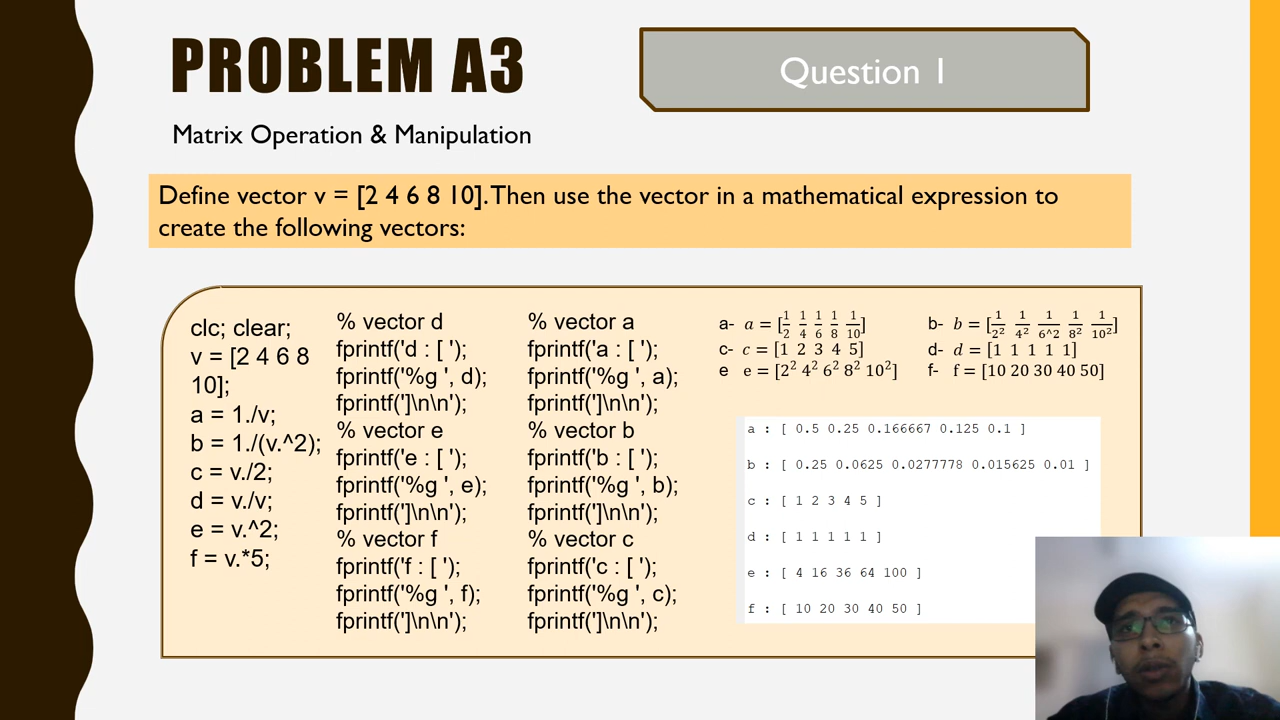 PROBLEM A3
Question 1
Matrix Operation & Manipulation
Define vector v = [2 4 6 8 10]. Then use the vector in a mathematical expression to
create the following vectors:
clc; clear;
v = [2 4 6 8
10];
a = 1./v;
b = 1./(v.^2);
c = v./2;
d = v./v;
e = v.^2;
f = v.*5;
% vector d
fprintf('d : [ ');
fprintf('%g ', d);
fprintf(']\n\n');
% vector e
fprintf('e : [ ');
fprintf('%g ', e);
fprintf(']\n\n');
% vector f
fprintf('f : [ ');
fprintf('%g ', f);
fprintf(']\n\n');
% vector a
fprintf('a : [ ');
fprintf('%g ', a);
fprintf(']\n\n');
% vector b
fprintf('b : [ ');
fprintf('%g ', b);
fprintf(']\n\n');
% vector c
fprintf('c : [ ');
fprintf('%g ', c);
fprintf(']\n\n');
a- a = [1/2 1/4 1/6 1/8 1/10] b- b = [1/2² 1/4² 1/6^2 1/8² 1/10²]
c- c = [1 2 3 4 5] d- d = [1 1 1 1 1]
e e = [2² 4² 6² 8² 10²] f- f = [10 20 30 40 50]
a : [ 0.5 0.25 0.166667 0.125 0.1 ]
b : [ 0.25 0.0625 0.0277778 0.015625 0.01 ]
c : [ 1 2 3 4 5 ]
d : [ 1 1 1 1 1 ]
e : [ 4 16 36 64 100 ]
f : [ 10 20 30 40 50 ]